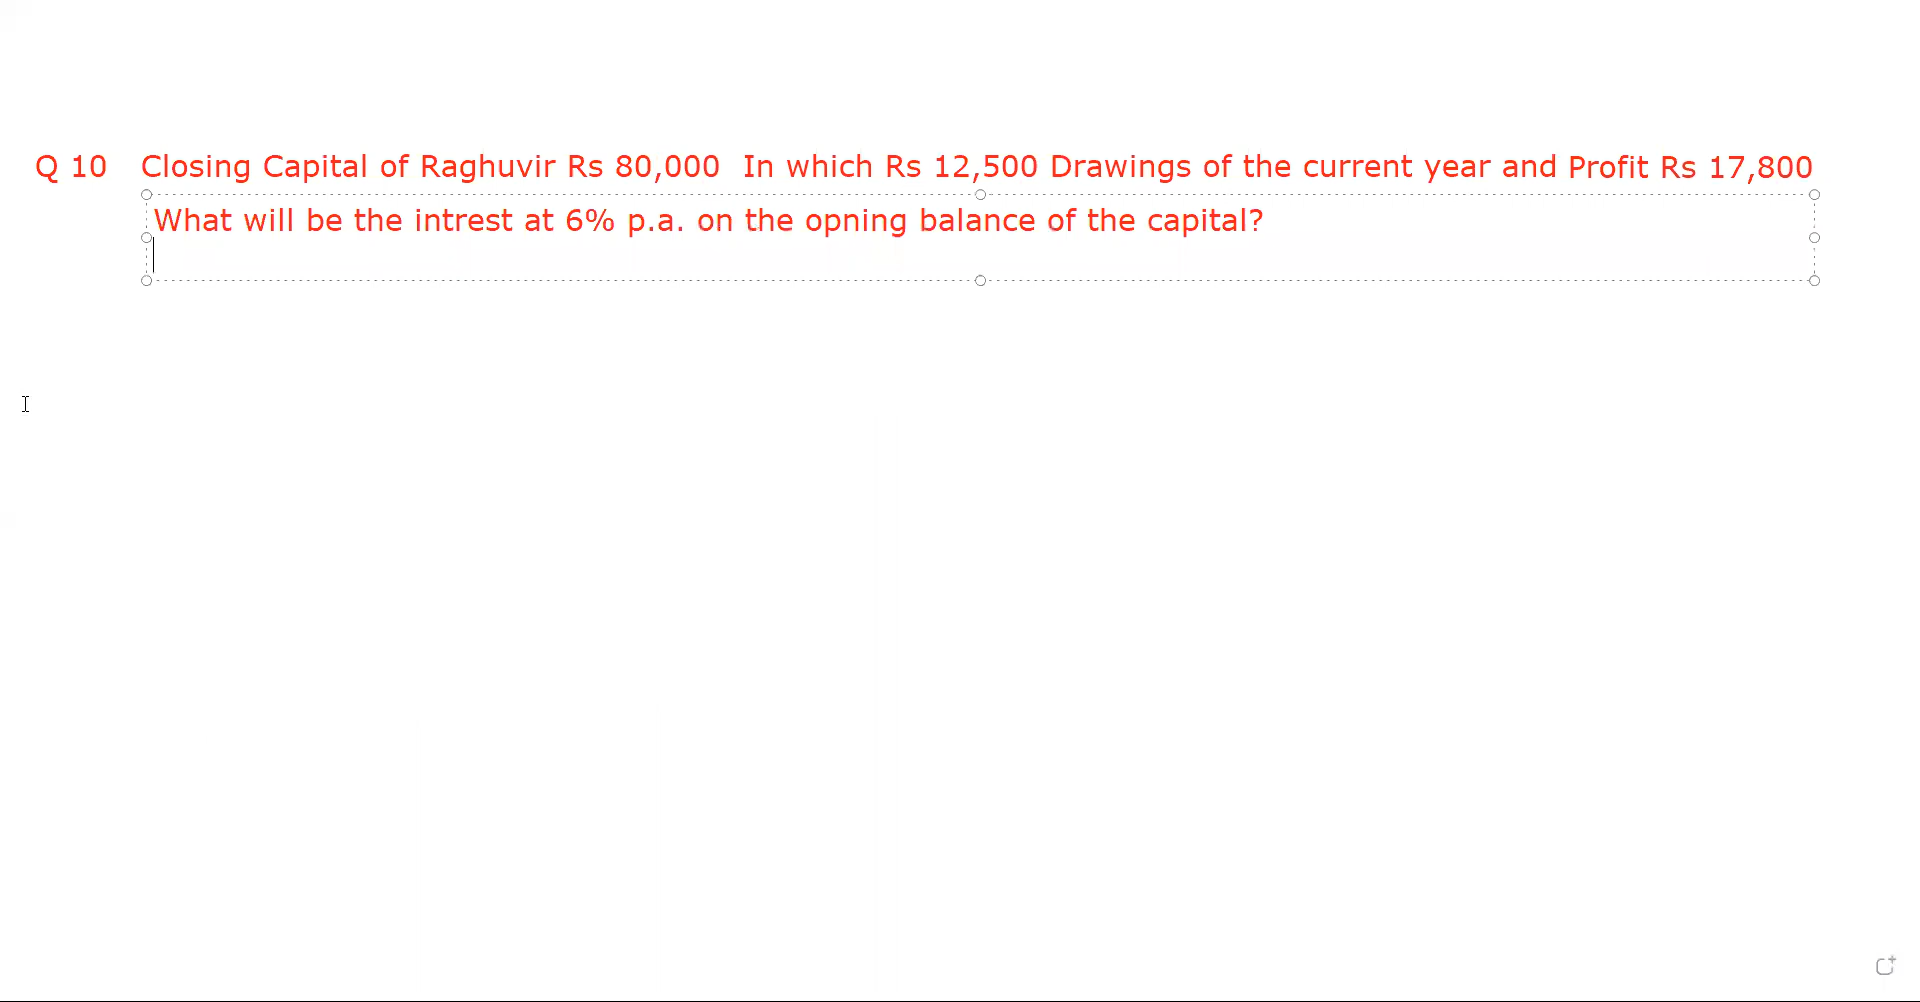 Q 10 Closing Capital of Raghuvir Rs 80,000 In which Rs 12,500 Drawings of the current year and Profit Rs 17,800
What will be the intrest at 6% p.a. on the opning balance of the capital?